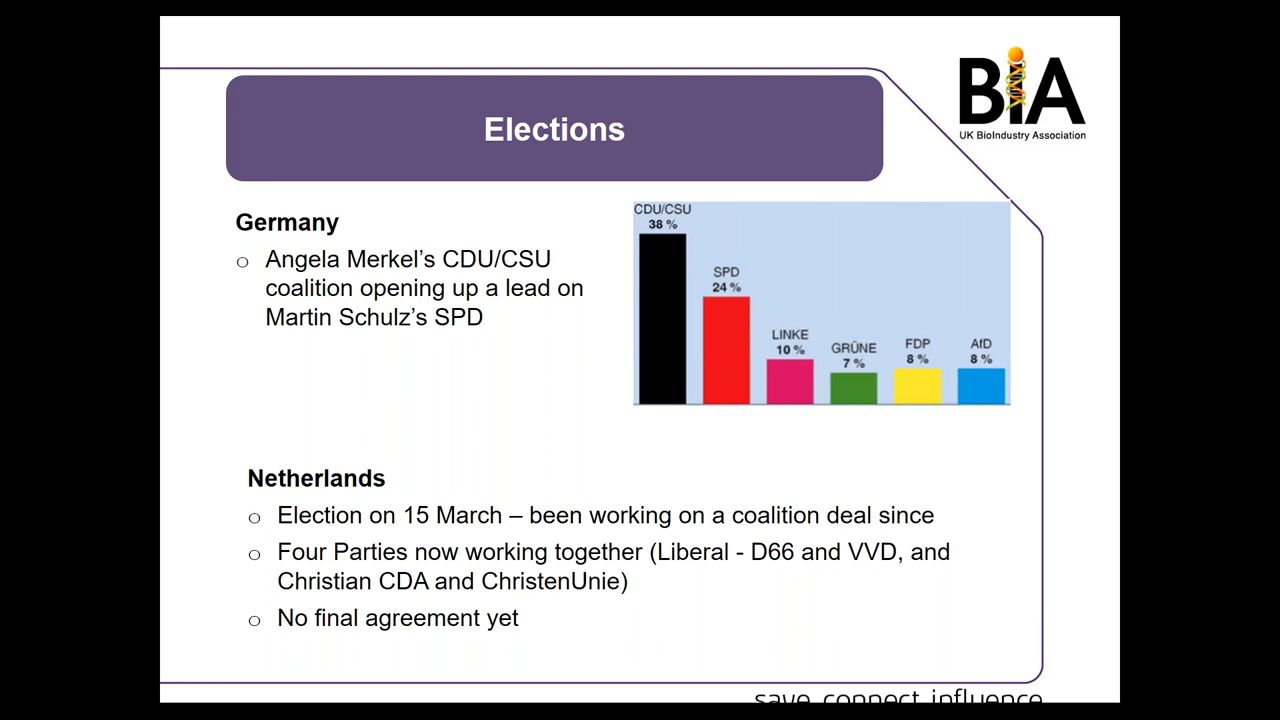 Elections
BIA
UK BioIndustry Association
Germany
○ Angela Merkel’s CDU/CSU
coalition opening up a lead on
Martin Schulz’s SPD
CDU/CSU
38 %
SPD
24 %
LINKE
10 %
GRÜNE
7 %
FDP
8 %
AfD
8 %
Netherlands
○ Election on 15 March – been working on a coalition deal since
○ Four Parties now working together (Liberal - D66 and VVD, and
Christian CDA and ChristenUnie)
○ No final agreement yet
save connect influence